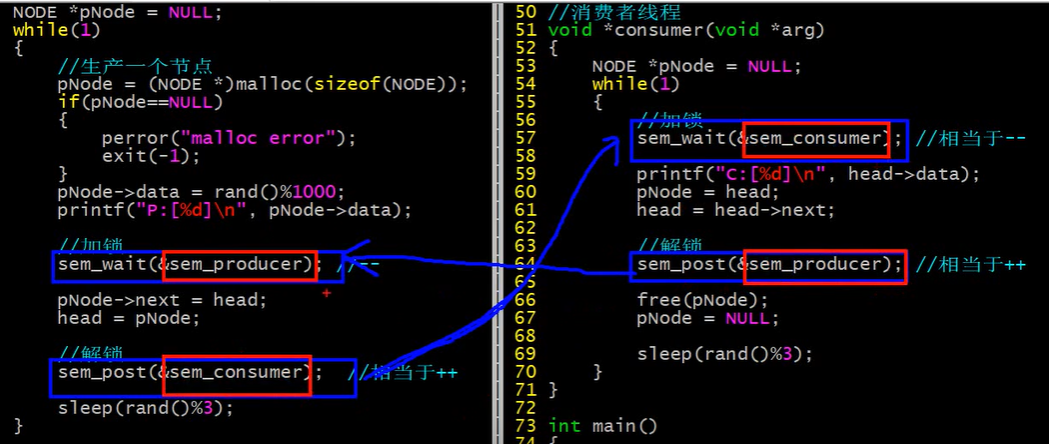 NODE *pNode = NULL;
while(1)
{
//生产一个节点
pNode = (NODE *)malloc(sizeof(NODE));
if(pNode==NULL)
{
perror("malloc error");
exit(-1);
}
pNode->data = rand()%1000;
printf("P:[%d]\n", pNode->data);
//加锁
sem_wait(&sem_producer); //--
pNode->next = head;
head = pNode;
//解锁
sem_post(&sem_consumer); //相当于++
sleep(rand()%3);
}
50 //消费者线程
51 void *consumer(void *arg)
52 {
53 NODE *pNode = NULL;
54 while(1)
55 {
56 //加锁
57 sem_wait(&sem_consumer); //相当于--
58
59 printf("C:[%d]\n", head->data);
60 pNode = head;
61 head = head->next;
62
63 //解锁
64 sem_post(&sem_producer); //相当于++
65
66 free(pNode);
67 pNode = NULL;
68
69 sleep(rand()%3);
70 }
71 }
72
73 int main()
74 {